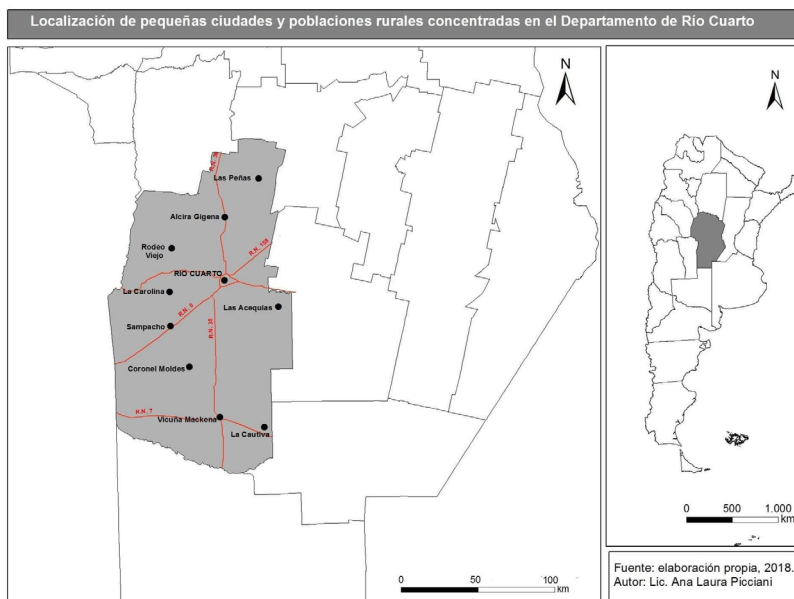 Localización de pequeñas ciudades y poblaciones rurales concentradas en el Departamento de Río Cuarto
N
N
R.N. 36
Las Peñas
Alcira Gigena
R.N. 158
Rodeo
Viejo
RÍO CUARTO
La Carolina
Las Acequias
R.N. 8
R.N. 35
Sampacho
Coronel Moldes
R.N. 7
Vicuña Mackena
La Cautiva
0 50 100
km
0 500 1.000
km
Fuente: elaboración propia, 2018.
Autor: Lic. Ana Laura Picciani